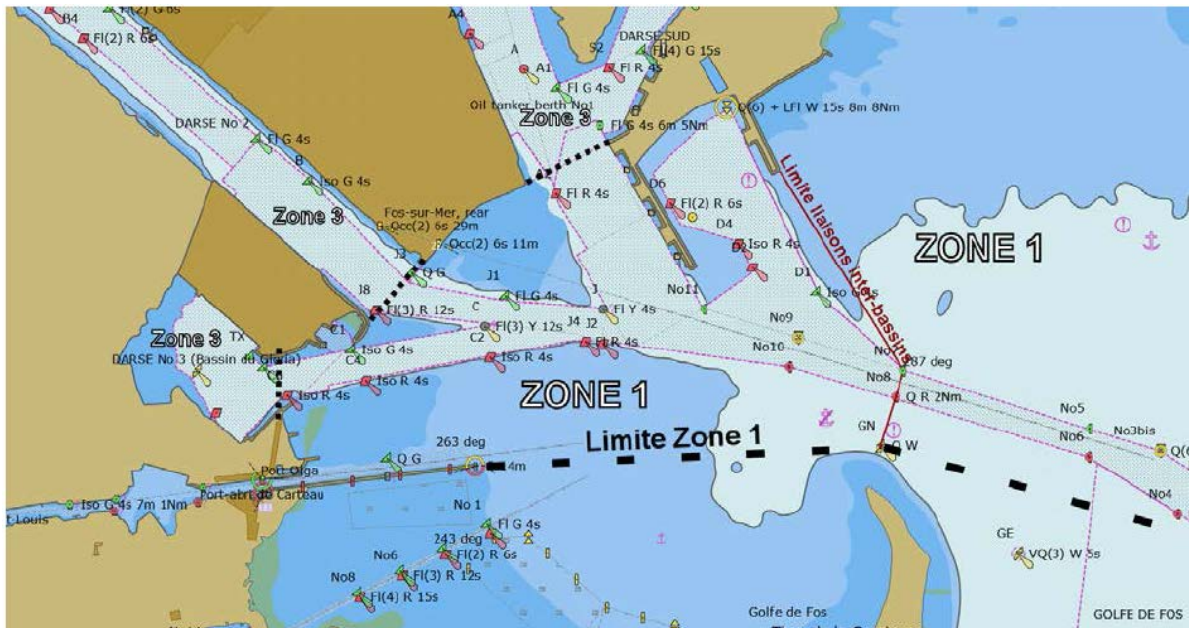 B4
Fl(2) G 6s
Fl(2) R 6s
A4
A
A1
S2
DARSE SUD
Fl(4) G 15s
Fl R 4s
Fl G 4s
Oil tanker berth No1
Zone 3
Fl G 4s 6m 5Nm
Q(6) + LFl W 15s 8m 8Nm
DARSE No 2
Fl G 4s
B
Iso G 4s
Fl R 4s
D6
Fl(2) R 6s
Limite liaisons inter-bassins
Zone 3
Fos-sur-Mer, rear
Occ(2) 6s 29m
Occ(2) 6s 11m
D4
Iso R 4s
ZONE 1
J3
Q G
J1
D1
Iso G 4s
J8
Fl(3) R 12s
C
Fl G 4s
J
Fl Y 4s
No11
No9
Zone 3
TX
C1
C2
Fl(3) Y 12s
J4
J2
Fl R 4s
No10
DARSE No 3 (Bassin du Gloria)
C4
Iso G 4s
Iso R 4s
287 deg
No8
Q R 2Nm
Iso R 4s
Iso R 4s
ZONE 1
GN
Q W
No5
No6
No3bis
Limite Zone 1
263 deg
Q G
4m
Port Olga
Port-abri de Carteau
Iso G 4s 7m 1Nm
t Louis
No 1
Fl G 4s
No4
243 deg
Fl(2) R 6s
No6
Fl(3) R 12s
No8
Fl(4) R 15s
GE
VQ(3) W 5s
Golfe de Fos
GOLFE DE FOS